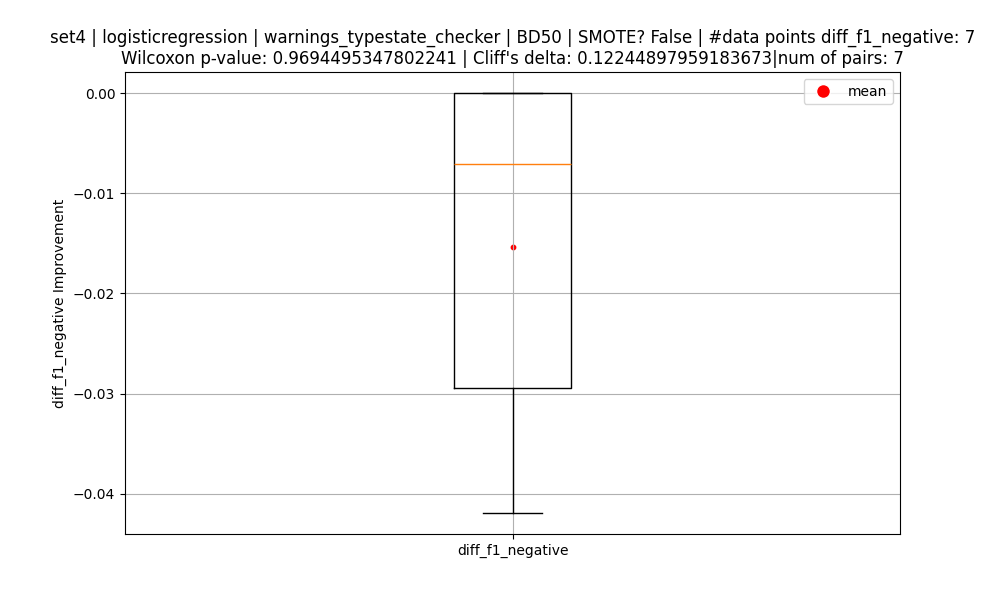 set4 | logisticregression | warnings_typestate_checker | BD50 | SMOTE? False | #data points diff_f1_negative: 7
Wilcoxon p-value: 0.9694495347802241 | Cliff's delta: 0.12244897959183673|num of pairs: 7
mean
0.00
−0.01
−0.02
−0.03
−0.04
diff_f1_negative Improvement
diff_f1_negative